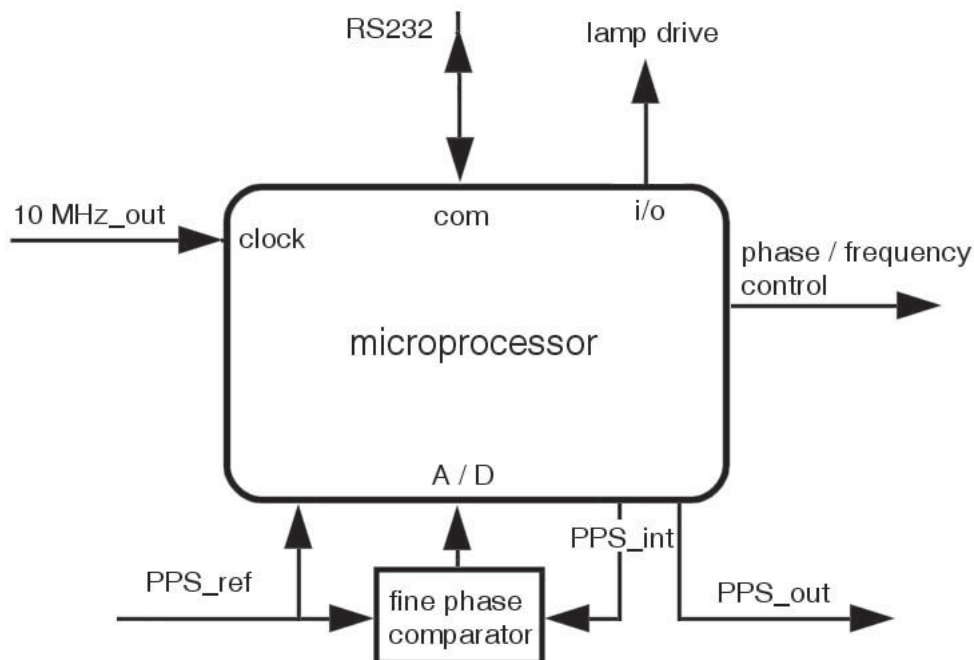 RS232
lamp drive
10 MHz_out
clock
com
i/o
phase / frequency
control
microprocessor
A / D
PPS_int
PPS_ref
fine phase
comparator
PPS_out